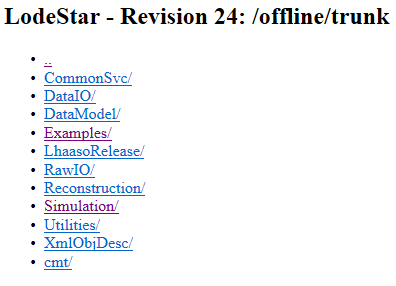 LodeStar - Revision 24: /offline/trunk
..
CommonSvc/
DataIO/
DataModel/
Examples/
LhaasoRelease/
RawIO/
Reconstruction/
Simulation/
Utilities/
XmlObjDesc/
cmt/